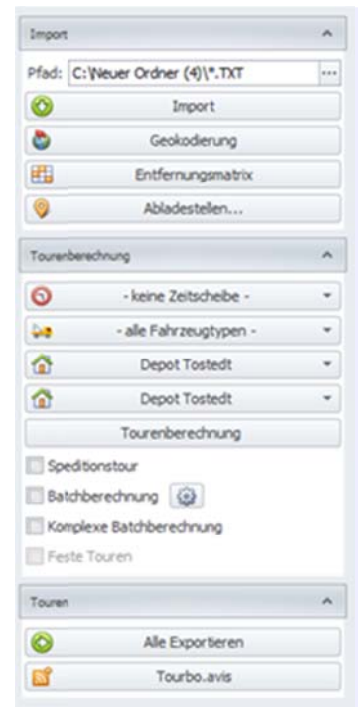 Import
Pfad: C:\Neuer Ordner (4)\*.TXT ...
Import
Geokodierung
Entfernungsmatrix
Abladestellen...
Tourenberechnung
- keine Zeitscheibe -
- alle Fahrzeugtypen -
Depot Tostedt
Depot Tostedt
Tourenberechnung
Speditionstour
Batchberechnung
Komplexe Batchberechnung
Feste Touren
Touren
Alle Exportieren
Tourbo.avis